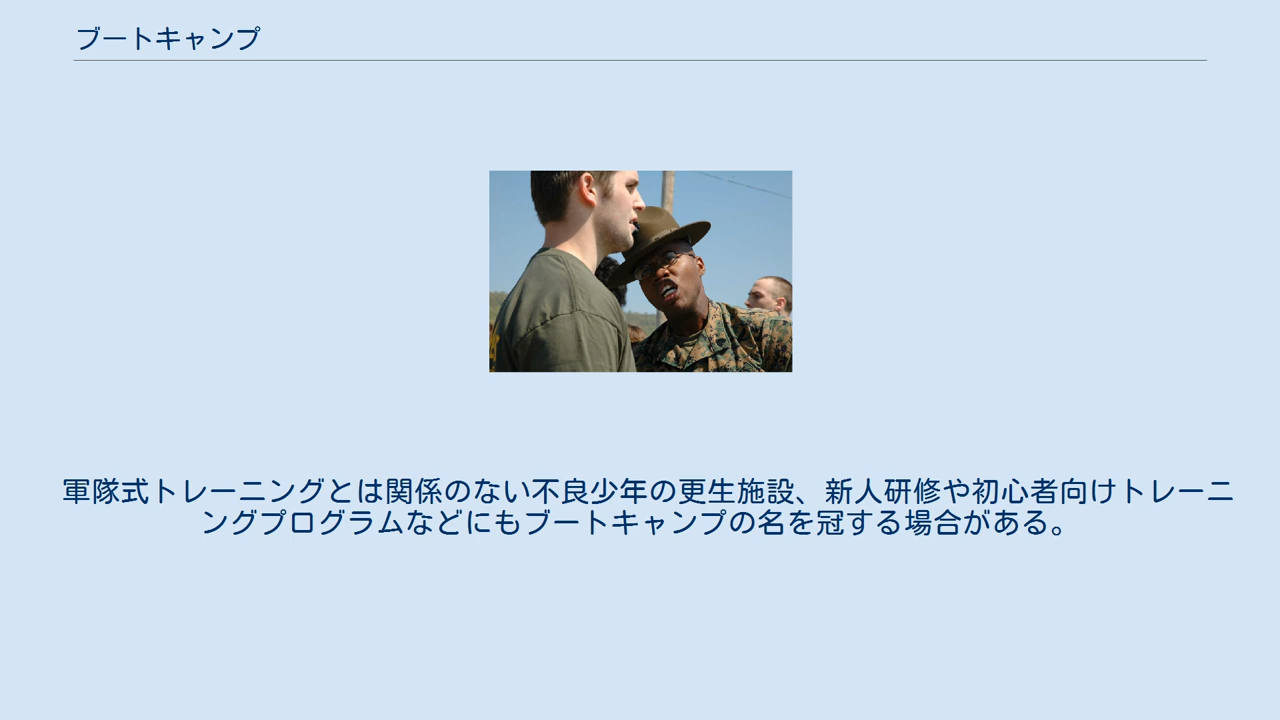 ブートキャンプ
軍隊式トレーニングとは関係のない不良少年の更生施設、新人研修や初心者向けトレーニ
ングプログラムなどにもブートキャンプの名を冠する場合がある。